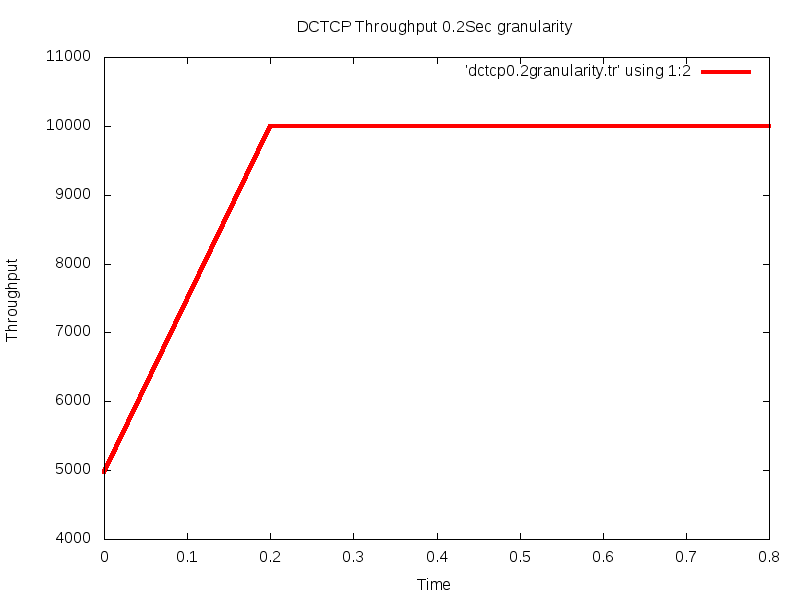 DCTCP Throughput 0.2Sec granularity
'dctcp0.2granularity.tr' using 1:2
11000
10000
9000
8000
7000
6000
5000
4000
Throughput
0 0.1 0.2 0.3 0.4 0.5 0.6 0.7 0.8
Time